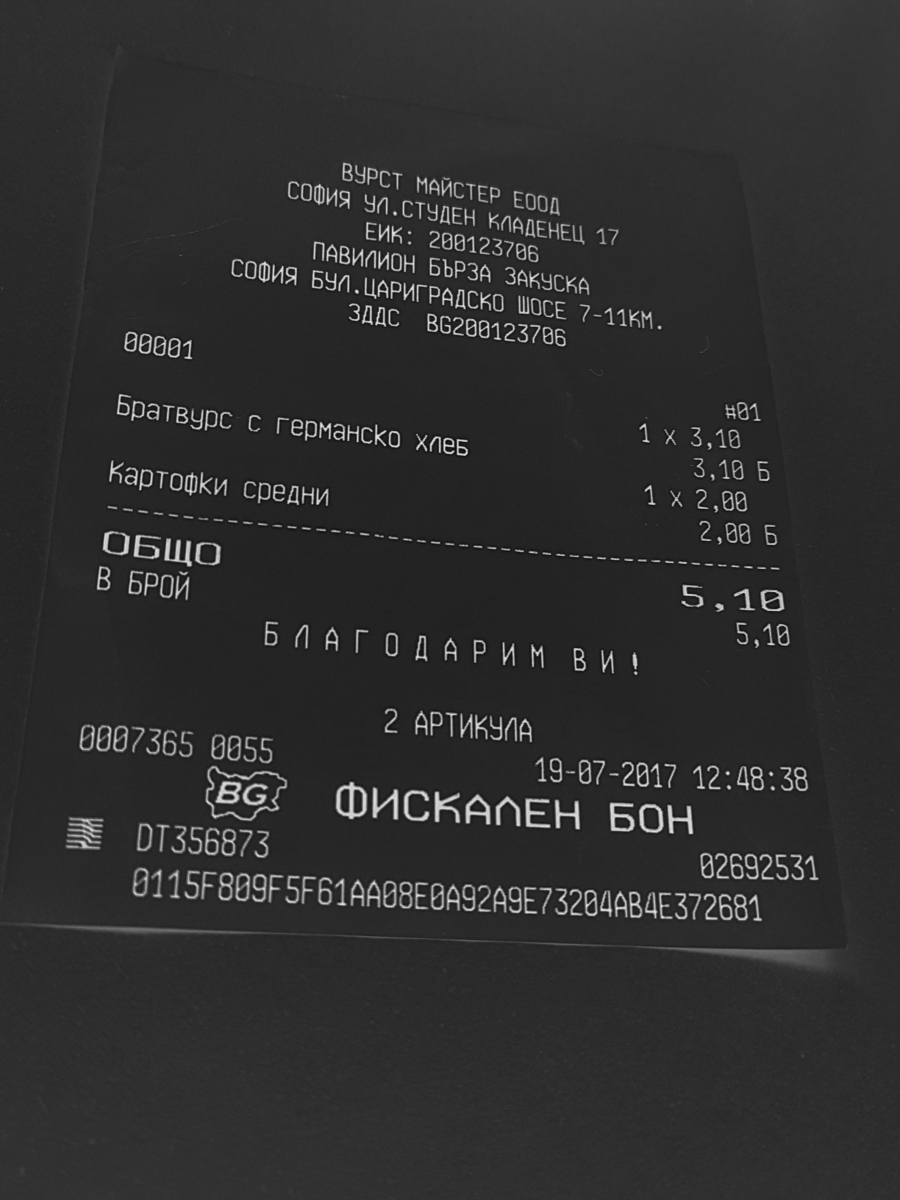 ВУРСТ МАЙСТЕР ЕООД
СОФИЯ УЛ.СТУДЕН КЛАДЕНЕЦ 17
ЕИК: 200123706
ПАВИЛИОН БЪРЗА ЗАКУСКА
СОФИЯ БУЛ.ЦАРИГРАДСКО ШОСЕ 7-11КМ.
ЗДДС BG200123706
00001 #01
Братвурс с германско хлеб 1 x 3,10
3,10 Б
Картофки средни 1 x 2,00
2,00 Б
ОБЩО 5,10
В БРОЙ 5,10
БЛАГОДАРИМ ВИ!
2 АРТИКУЛА
0007365 0055 19-07-2017 12:48:38
BG ФИСКАЛЕН БОН
DT356873 02692531
0115F809F5F61AA08E0A92A9E73204AB4E372681